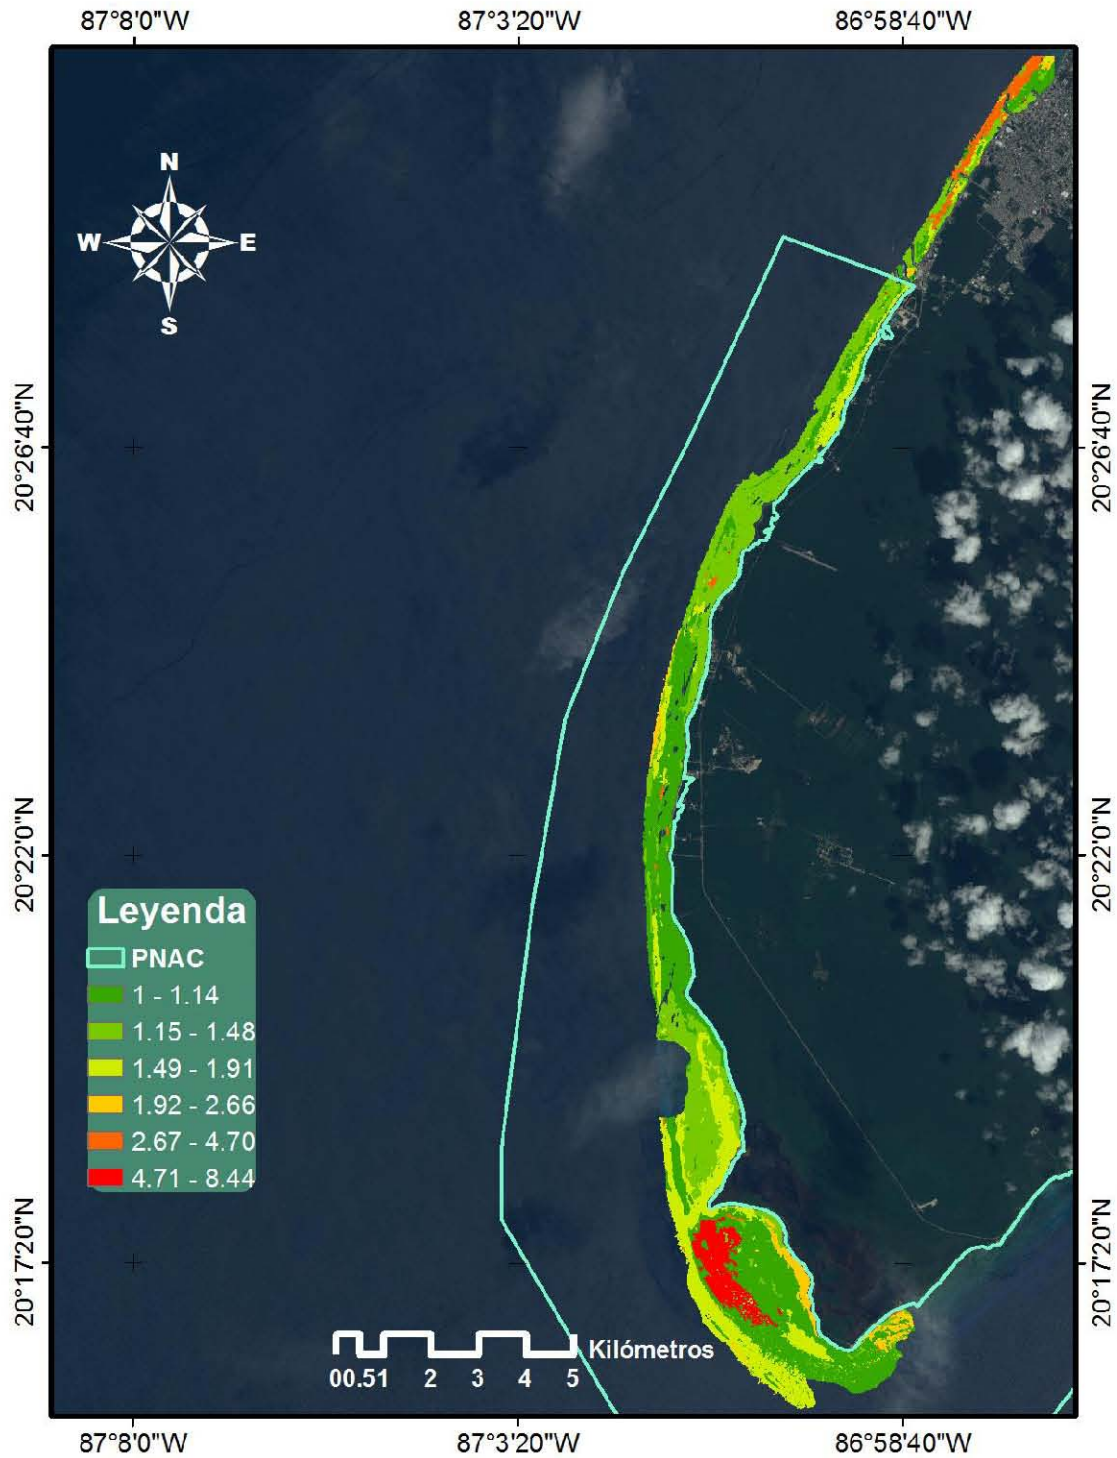 87°8'0"W 87°3'20"W 86°58'40"W
N
W E
S
20°26'40"N 20°26'40"N
20°22'0"N 20°22'0"N
Leyenda
PNAC
1 - 1.14
1.15 - 1.48
1.49 - 1.91
1.92 - 2.66
2.67 - 4.70
4.71 - 8.44
20°17'20"N 20°17'20"N
Kilómetros
00.51 2 3 4 5
87°8'0"W 87°3'20"W 86°58'40"W